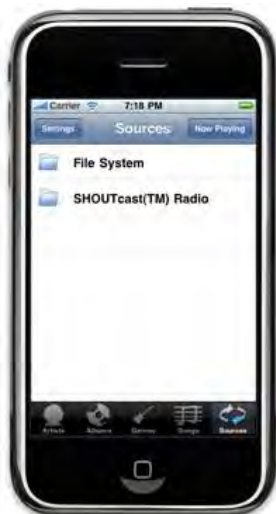 Carrier 7:18 PM
Settings Sources Now Playing
File System
SHOUTcast(TM) Radio
Artists Albums Genres Songs Sources